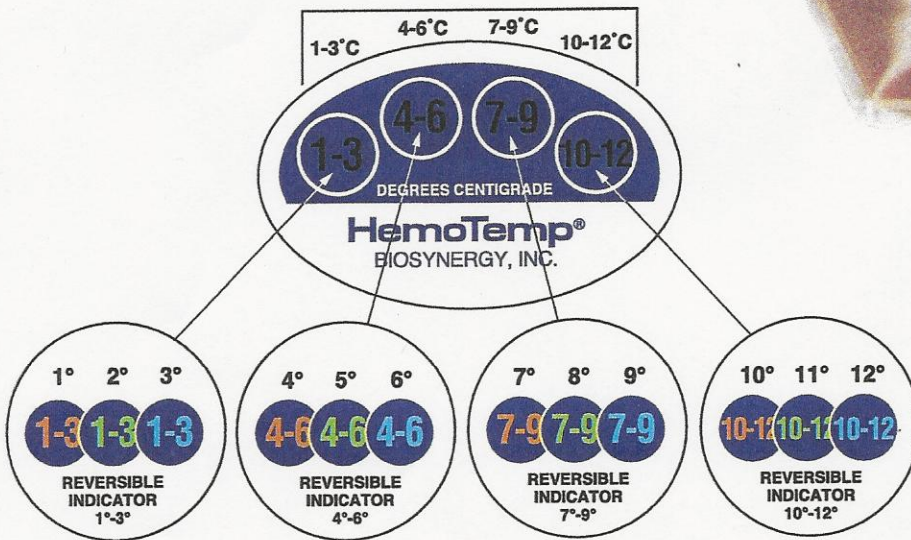 1-3°C 4-6°C 7-9°C 10-12°C
1-3 4-6 7-9 10-12
DEGREES CENTIGRADE
HemoTemp®
BIOSYNERGY, INC.
1° 2° 3°
1-3 1-3 1-3
REVERSIBLE
INDICATOR
1°-3°
4° 5° 6°
4-6 4-6 4-6
REVERSIBLE
INDICATOR
4°-6°
7° 8° 9°
7-9 7-9 7-9
REVERSIBLE
INDICATOR
7°-9°
10° 11° 12°
10-12 10-12 10-12
REVERSIBLE
INDICATOR
10°-12°